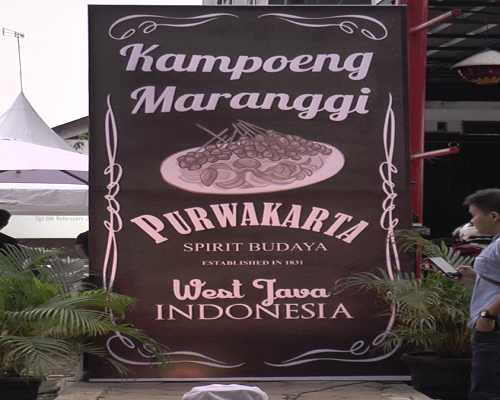 Kampoeng
Maranggi
PURWAKARTA
SPIRIT BUDAYA
ESTABLISHED IN 1831
West Java
INDONESIA